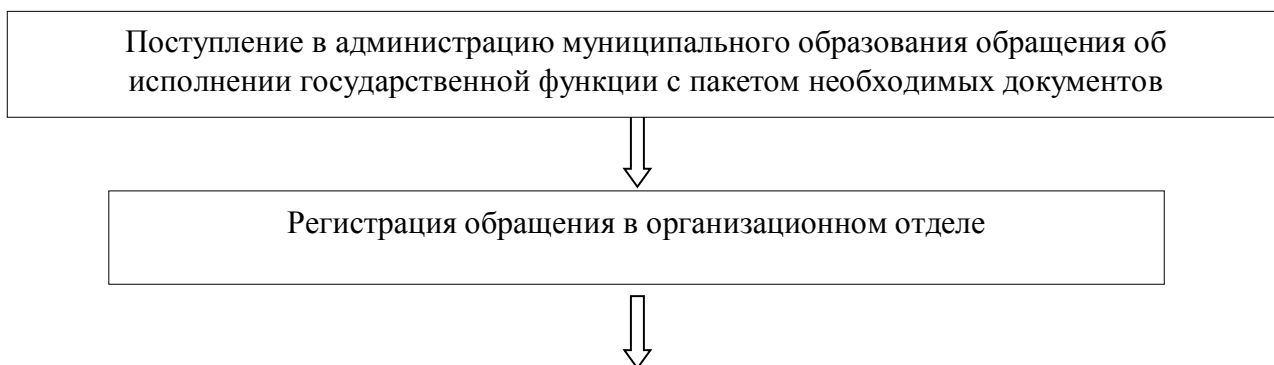 Поступление в администрацию муниципального образования обращения об
исполнении государственной функции с пакетом необходимых документов
Регистрация обращения в организационном отделе